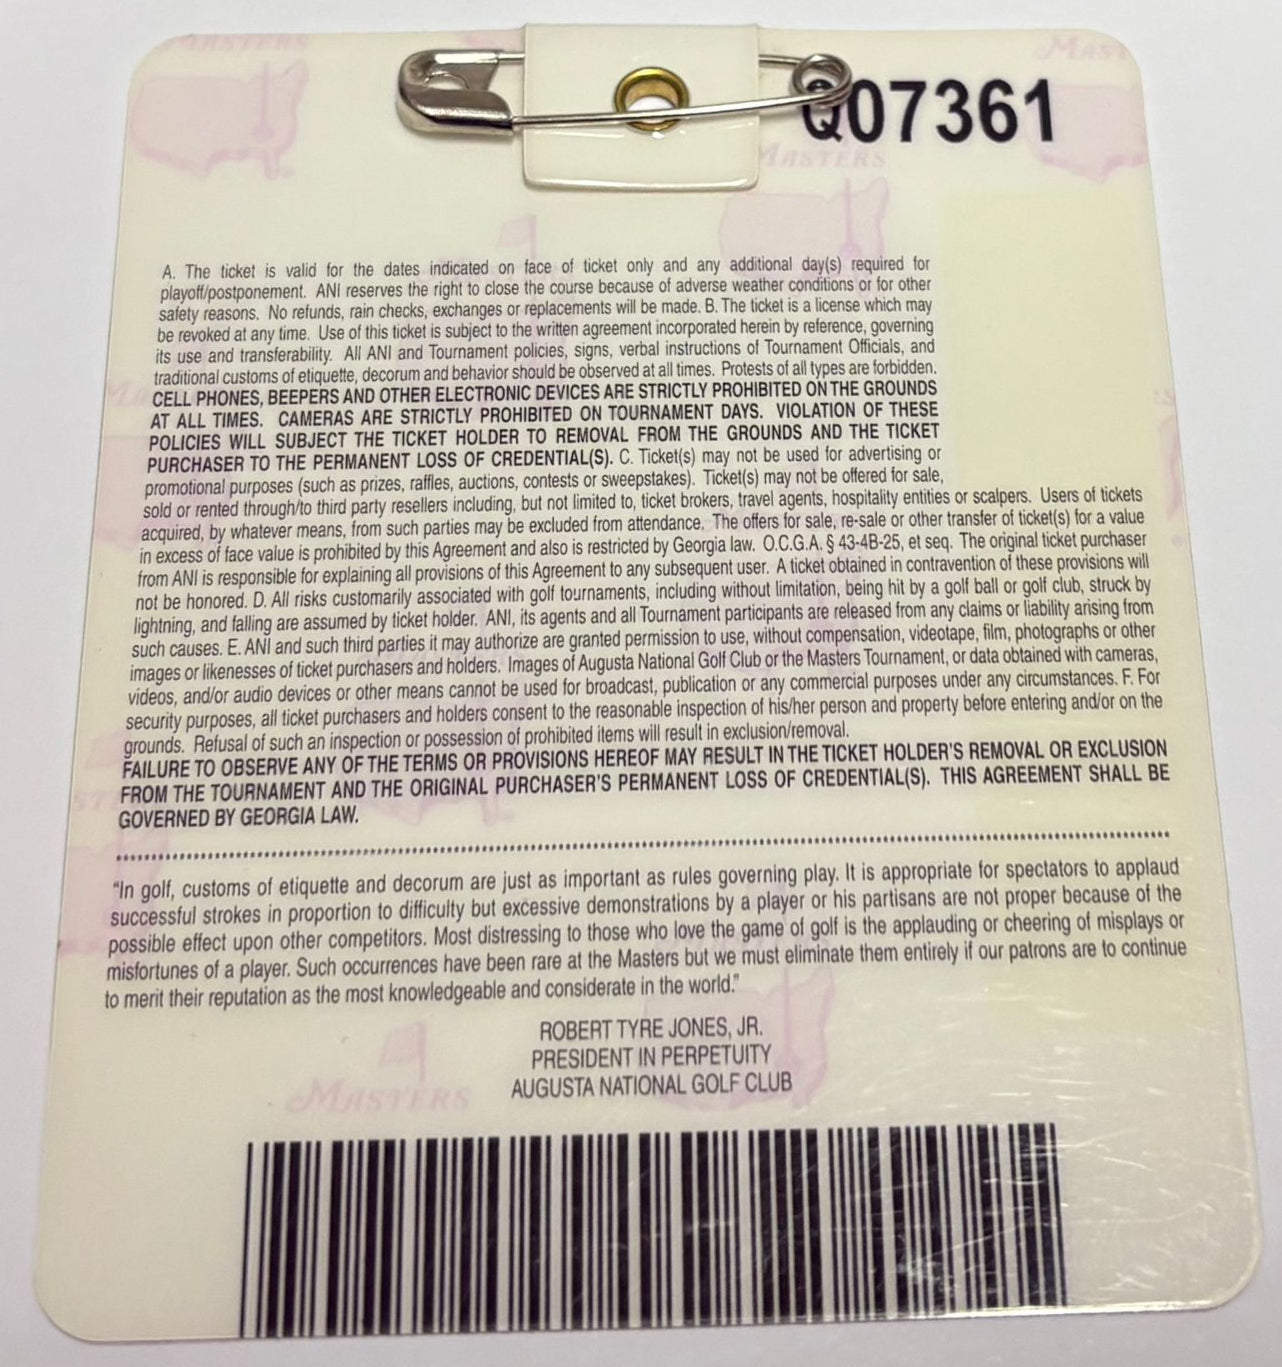 MASTERS
MASTERS
Q07361
MASTERS
A. The ticket is valid for the dates indicated on face of ticket only and any additional day(s) required for
playoff/postponement. ANI reserves the right to close the course because of adverse weather conditions or for other
safety reasons. No refunds, rain checks, exchanges or replacements will be made. B. The ticket is a license which may
be revoked at any time. Use of this ticket is subject to the written agreement incorporated herein by reference, governing
its use and transferability. All ANI and Tournament policies, signs, verbal instructions of Tournament Officials, and
traditional customs of etiquette, decorum and behavior should be observed at all times. Protests of all types are forbidden.
CELL PHONES, BEEPERS AND OTHER ELECTRONIC DEVICES ARE STRICTLY PROHIBITED ON THE GROUNDS
AT ALL TIMES. CAMERAS ARE STRICTLY PROHIBITED ON TOURNAMENT DAYS. VIOLATION OF THESE
POLICIES WILL SUBJECT THE TICKET HOLDER TO REMOVAL FROM THE GROUNDS AND THE TICKET
PURCHASER TO THE PERMANENT LOSS OF CREDENTIAL(S). C. Ticket(s) may not be used for advertising or
promotional purposes (such as prizes, raffles, auctions, contests or sweepstakes). Ticket(s) may not be offered for sale,
sold or rented through/to third party resellers including, but not limited to, ticket brokers, travel agents, hospitality entities or scalpers. Users of tickets
acquired, by whatever means, from such parties may be excluded from attendance. The offers for sale, re-sale or other transfer of ticket(s) for a value
in excess of face value is prohibited by this Agreement and also is restricted by Georgia law. O.C.G.A. § 43-4B-25, et seq. The original ticket purchaser
from ANI is responsible for explaining all provisions of this Agreement to any subsequent user. A ticket obtained in contravention of these provisions will
not be honored. D. All risks customarily associated with golf tournaments, including without limitation, being hit by a golf ball or golf club, struck by
lightning, and falling are assumed by ticket holder. ANI, its agents and all Tournament participants are released from any claims or liability arising from
such causes. E. ANI and such third parties it may authorize are granted permission to use, without compensation, videotape, film, photographs or other
images or likenesses of ticket purchasers and holders. Images of Augusta National Golf Club or the Masters Tournament, or data obtained with cameras,
videos, and/or audio devices or other means cannot be used for broadcast, publication or any commercial purposes under any circumstances. F. For
security purposes, all ticket purchasers and holders consent to the reasonable inspection of his/her person and property before entering and/or on the
grounds. Refusal of such an inspection or possession of prohibited items will result in exclusion/removal.
FAILURE TO OBSERVE ANY OF THE TERMS OR PROVISIONS HEREOF MAY RESULT IN THE TICKET HOLDER'S REMOVAL OR EXCLUSION
FROM THE TOURNAMENT AND THE ORIGINAL PURCHASER'S PERMANENT LOSS OF CREDENTIAL(S). THIS AGREEMENT SHALL BE
GOVERNED BY GEORGIA LAW.
“In golf, customs of etiquette and decorum are just as important as rules governing play. It is appropriate for spectators to applaud
successful strokes in proportion to difficulty but excessive demonstrations by a player or his partisans are not proper because of the
possible effect upon other competitors. Most distressing to those who love the game of golf is the applauding or cheering of misplays or
misfortunes of a player. Such occurrences have been rare at the Masters but we must eliminate them entirely if our patrons are to continue
to merit their reputation as the most knowledgeable and considerate in the world.”
ROBERT TYRE JONES, JR.
PRESIDENT IN PERPETUITY
AUGUSTA NATIONAL GOLF CLUB
MASTERS